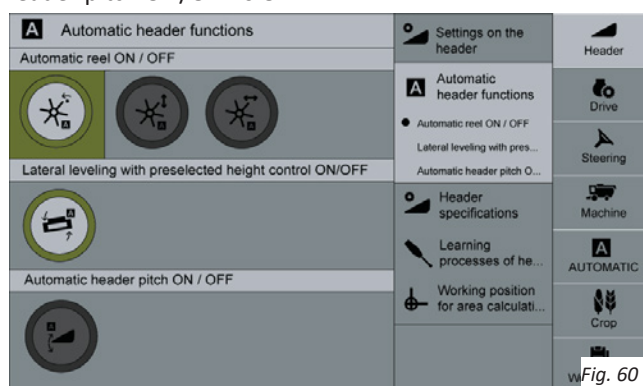 A Automatic header functions
Automatic reel ON / OFF
A
A
A
Lateral leveling with preselected height control ON/OFF
A
Automatic header pitch ON / OFF
A
Settings on the
header
A Automatic
header functions
Automatic reel ON / OFF
Lateral leveling with pres...
Automatic header pitch O...
Header
specifications
Learning
processes of he...
Working position
for area calculati...
Header
Drive
Steering
Machine
A
AUTOMATIC
Crop
Fig. 60